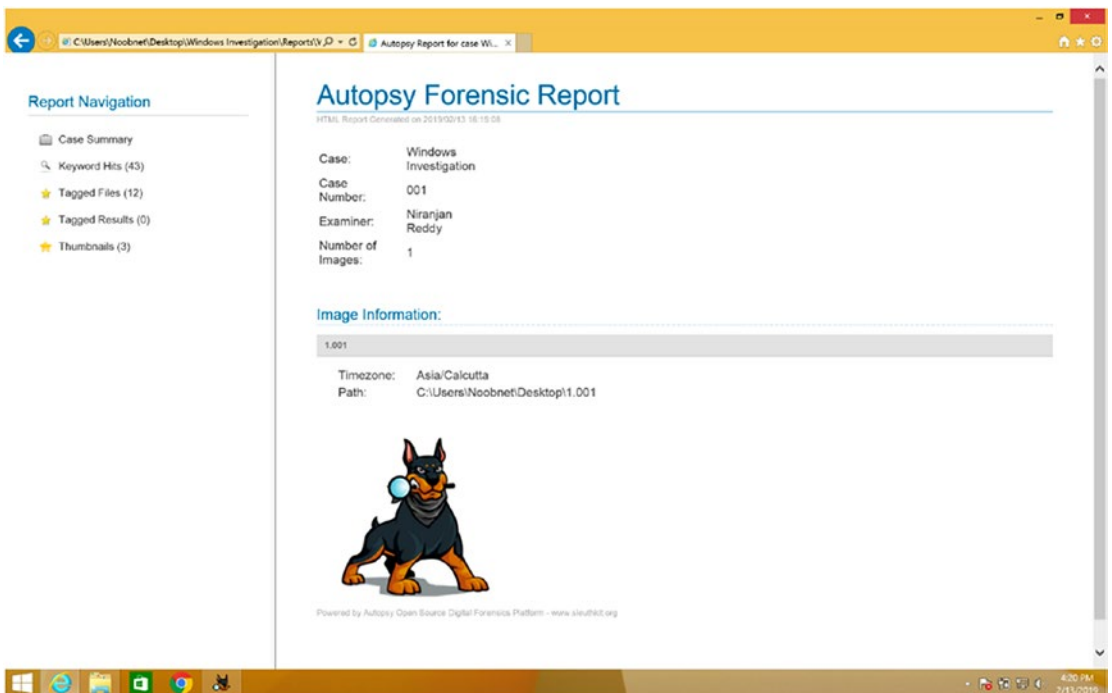 C:\Users\Noobnet\Desktop\Windows Investigation\Reports\
Autopsy Report for case Wi...
Report Navigation
Case Summary
Keyword Hits (43)
Tagged Files (12)
Tagged Results (0)
Thumbnails (3)
Autopsy Forensic Report
HTML Report Generated on 2019/02/13 16:19:08
Case:
Windows
Investigation
Case
Number:
001
Examiner:
Niranjan
Reddy
Number of
Images:
1
Image Information:
1.001
Timezone: Asia/Calcutta
Path: C:\Users\Noobnet\Desktop\1.001
Powered by Autopsy Open Source Digital Forensics Platform - www.sleuthkit.org
4:20 PM
2/13/2019